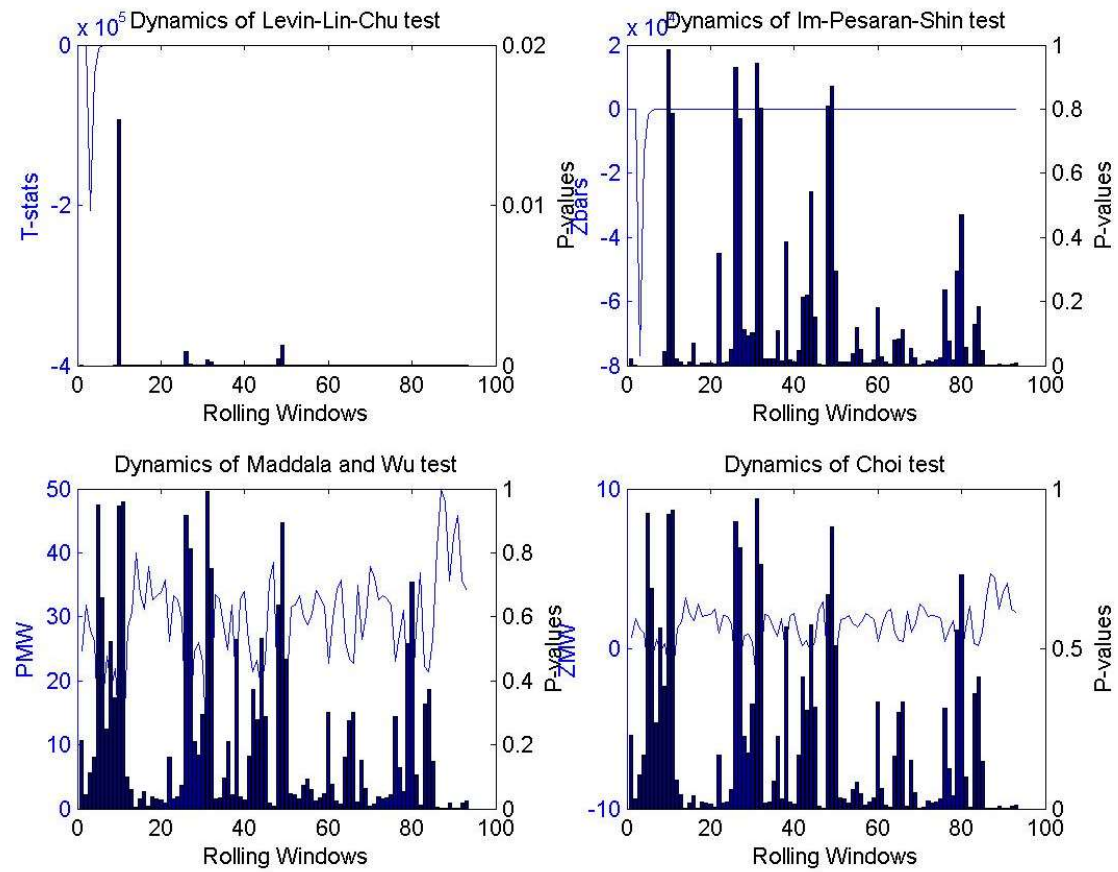 x 10^5 Dynamics of Levin-Lin-Chu test
0
-2
-4
T-stats
0.02
0.01
0
P-values
0 20 40 60 80 100
Rolling Windows
x 10^4 Dynamics of Im-Pesaran-Shin test
2
0
-2
-4
-6
-8
Zbars
1
0.8
0.6
0.4
0.2
0
P-values
0 20 40 60 80 100
Rolling Windows
Dynamics of Maddala and Wu test
50
40
30
20
10
0
PMW
1
0.8
0.6
0.4
0.2
0
P-values
0 20 40 60 80 100
Rolling Windows
Dynamics of Choi test
10
0
-10
ZMW
1
0.5
0
P-values
0 20 40 60 80 100
Rolling Windows